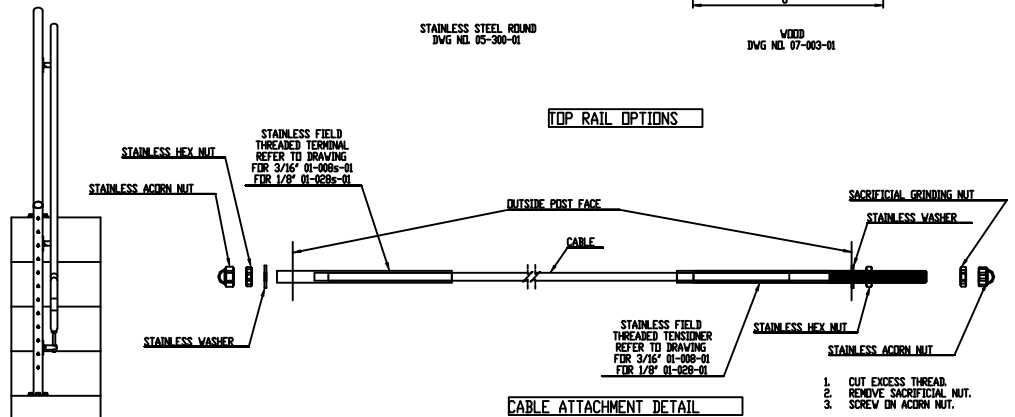 6
STAINLESS STEEL ROUND
DWG NO. 05-300-01
WOOD
DWG NO. 07-003-01
TOP RAIL OPTIONS
STAINLESS FIELD
THREADED TERMINAL
REFER TO DRAWING
FOR 3/16" 01-008s-01
FOR 1/8" 01-028s-01
STAINLESS HEX NUT
STAINLESS ACORN NUT
OUTSIDE POST FACE
SACRIFICIAL GRINDING NUT
STAINLESS WASHER
CABLE
STAINLESS WASHER
STAINLESS FIELD
THREADED TENSIONER
REFER TO DRAWING
FOR 3/16" 01-008-01
FOR 1/8" 01-028-01
STAINLESS HEX NUT
STAINLESS ACORN NUT
1. CUT EXCESS THREAD.
2. REMOVE SACRIFICIAL NUT.
3. SCREW ON ACORN NUT.
CABLE ATTACHMENT DETAIL